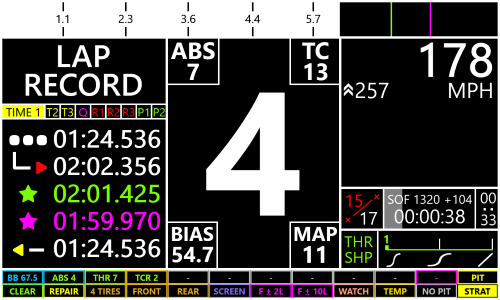 1.1 2.3 3.6 4.4 5.7
LAP
RECORD
TIME 1 T2 T3 Q R1 R2 R3 P1 P2
01:24.536
02:02.356
02:01.425
01:59.970
01:24.536
ABS
7
TC
13
4
BIAS
54.7
MAP
11
178
MPH
257
15
17
SOF 1320 +104
00:00:38
00
33
THR
SHP
1
BB 67.5 ABS 4 THR 7 TCR 2 - - - - - - PIT
CLEAR REPAIR 4 TIRES FRONT REAR SCREEN F ± 2L F ± 10L WATCH TEMP NO PIT STRAT